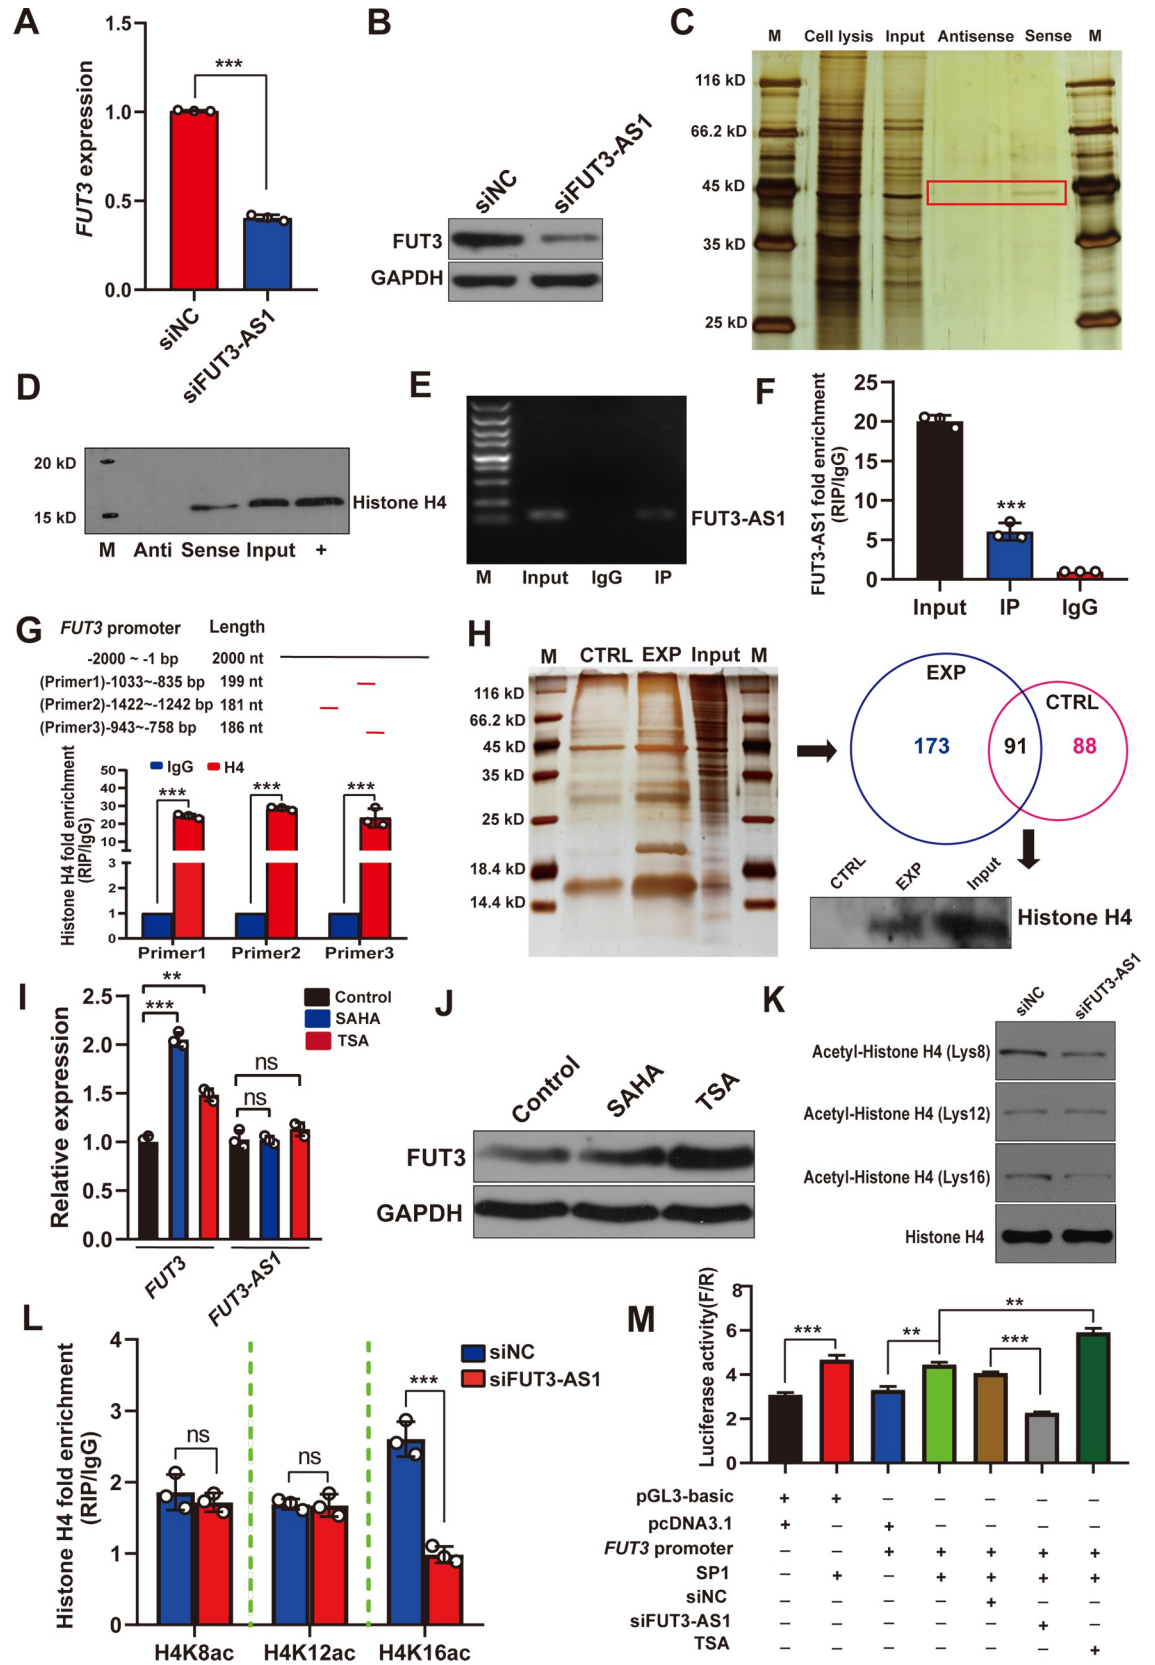 A
FUT3 expression
1.5
1.0
0.5
0.0
***
siNC
siFUT3-AS1
B
siNC
siFUT3-AS1
FUT3
GAPDH
C
M Cell lysis Input Antisense Sense M
116 kD
66.2 kD
45 kD
35 kD
25 kD
D
20 kD
15 kD
Histone H4
M Anti Sense Input +
E
FUT3-AS1
M Input IgG IP
F
FUT3-AS1 fold enrichment
(RIP/IgG)
25
20
15
10
5
0
***
Input IP IgG
G
FUT3 promoter Length
-2000 ~ -1 bp 2000 nt
(Primer1)-1033~-835 bp 199 nt
(Primer2)-1422~-1242 bp 181 nt
(Primer3)-943~-758 bp 186 nt
IgG H4
Histone H4 fold enrichment
(RIP/IgG)
50
40
30
20
10
3
2
1
0
*** *** ***
Primer1 Primer2 Primer3
H
M CTRL EXP Input M
116 kD
66.2 kD
45 kD
35 kD
25 kD
18.4 kD
14.4 kD
EXP
CTRL
173 91 88
CTRL EXP Input
Histone H4
I
Relative expression
2.5
2.0
1.5
1.0
0.5
0.0
**
***
ns
ns
Control
SAHA
TSA
FUT3 FUT3-AS1
J
Control SAHA TSA
FUT3
GAPDH
K
siNC siFUT3-AS1
Acetyl-Histone H4 (Lys8)
Acetyl-Histone H4 (Lys12)
Acetyl-Histone H4 (Lys16)
Histone H4
L
Histone H4 fold enrichment
(RIP/IgG)
4
3
2
1
0
ns ns ***
siNC
siFUT3-AS1
H4K8ac H4K12ac H4K16ac
M
Luciferase activity(F/R)
8
6
4
2
0
*** ** *** **
pGL3-basic + + − − − − −
pcDNA3.1 + − + − − − −
FUT3 promoter − − + + + + +
SP1 − + − + + + +
siNC − − − − + − −
siFUT3-AS1 − − − − − + −
TSA − − − − − − +